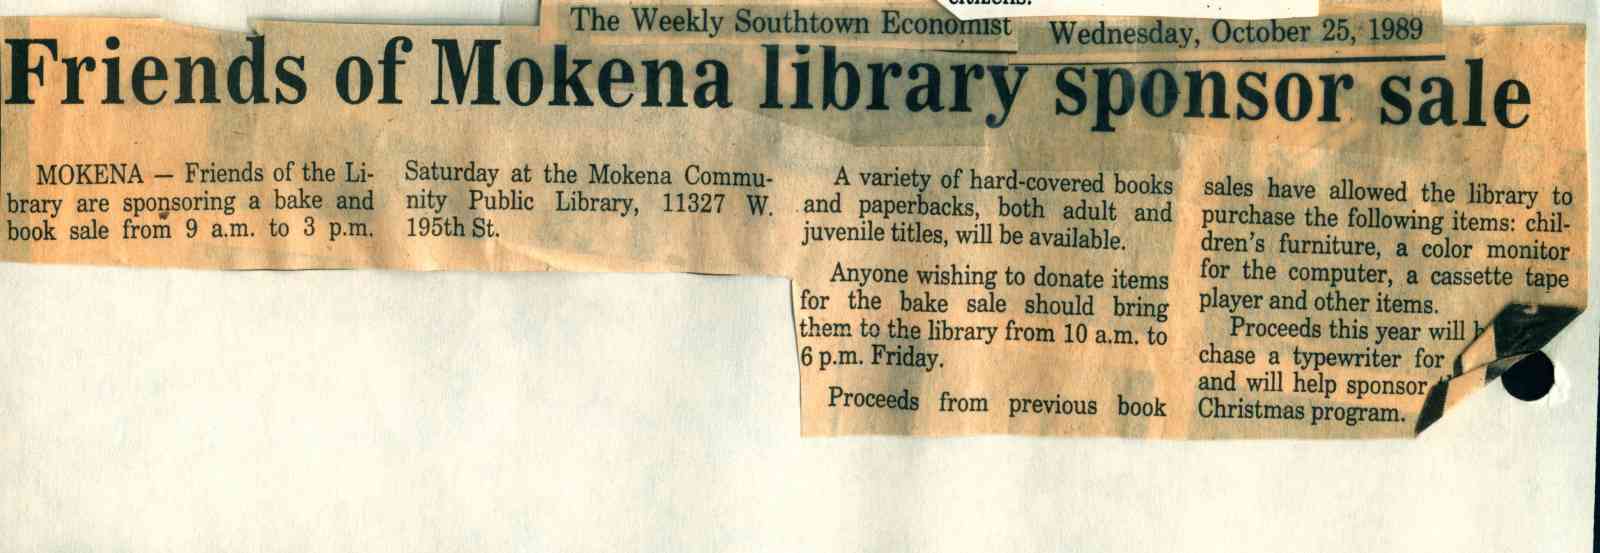 citizens.
The Weekly Southtown Economist Wednesday, October 25, 1989
Friends of Mokena library sponsor sale
MOKENA — Friends of the Li-
brary are sponsoring a bake and
book sale from 9 a.m. to 3 p.m.
Saturday at the Mokena Commu-
nity Public Library, 11327 W.
195th St.
A variety of hard-covered books
and paperbacks, both adult and
juvenile titles, will be available.
Anyone wishing to donate items
for the bake sale should bring
them to the library from 10 a.m. to
6 p.m. Friday.
Proceeds from previous book
sales have allowed the library to
purchase the following items: chil-
dren's furniture, a color monitor
for the computer, a cassette tape
player and other items.
Proceeds this year will
chase a typewriter for
and will help sponsor
Christmas program.